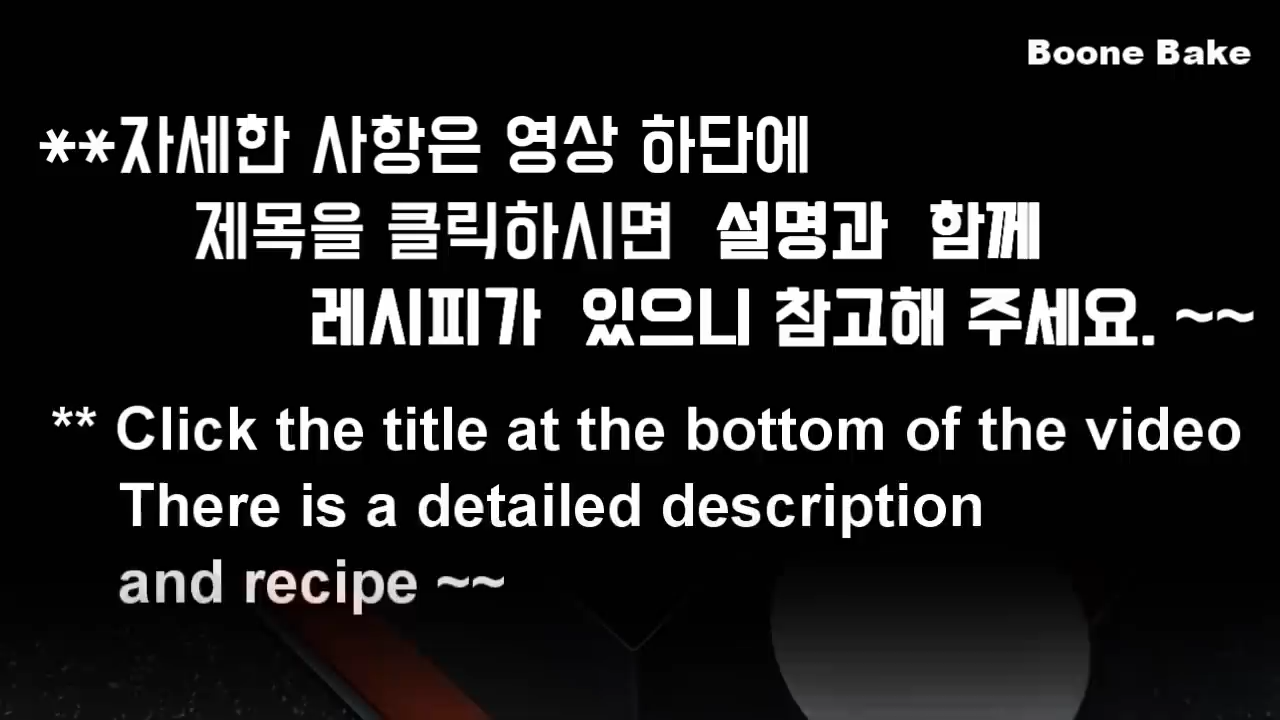 Boone Bake
**자세한 사항은 영상 하단에
제목을 클릭하시면 설명과 함께
레시피가 있으니 참고해 주세요. ~~
** Click the title at the bottom of the video
There is a detailed description
and recipe ~~